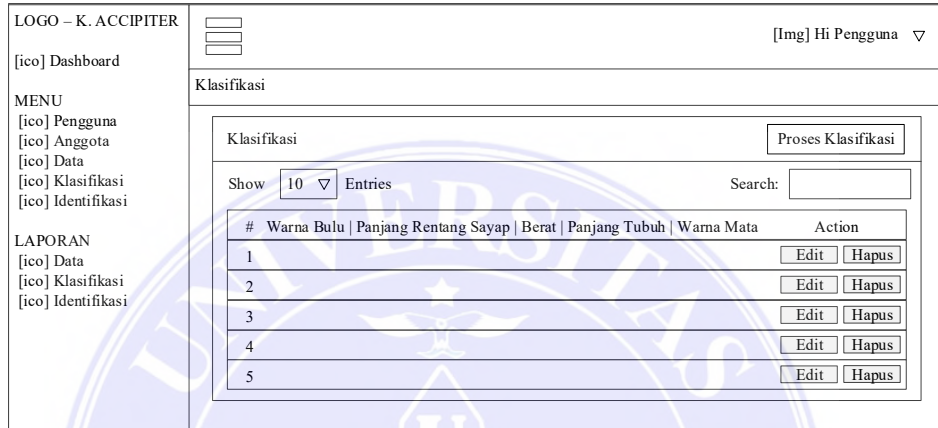 LOGO – K. ACCIPITER
[ico] Dashboard
MENU
[ico] Pengguna
[ico] Anggota
[ico] Data
[ico] Klasifikasi
[ico] Identifikasi
LAPORAN
[ico] Data
[ico] Klasifikasi
[ico] Identifikasi
[Img] Hi Pengguna
Klasifikasi
Klasifikasi Proses Klasifikasi
Show 10 Entries Search:
# Warna Bulu | Panjang Rentang Sayap | Berat | Panjang Tubuh | Warna Mata Action
1 Edit Hapus
2 Edit Hapus
3 Edit Hapus
4 Edit Hapus
5 Edit Hapus
UNIVERSITAS